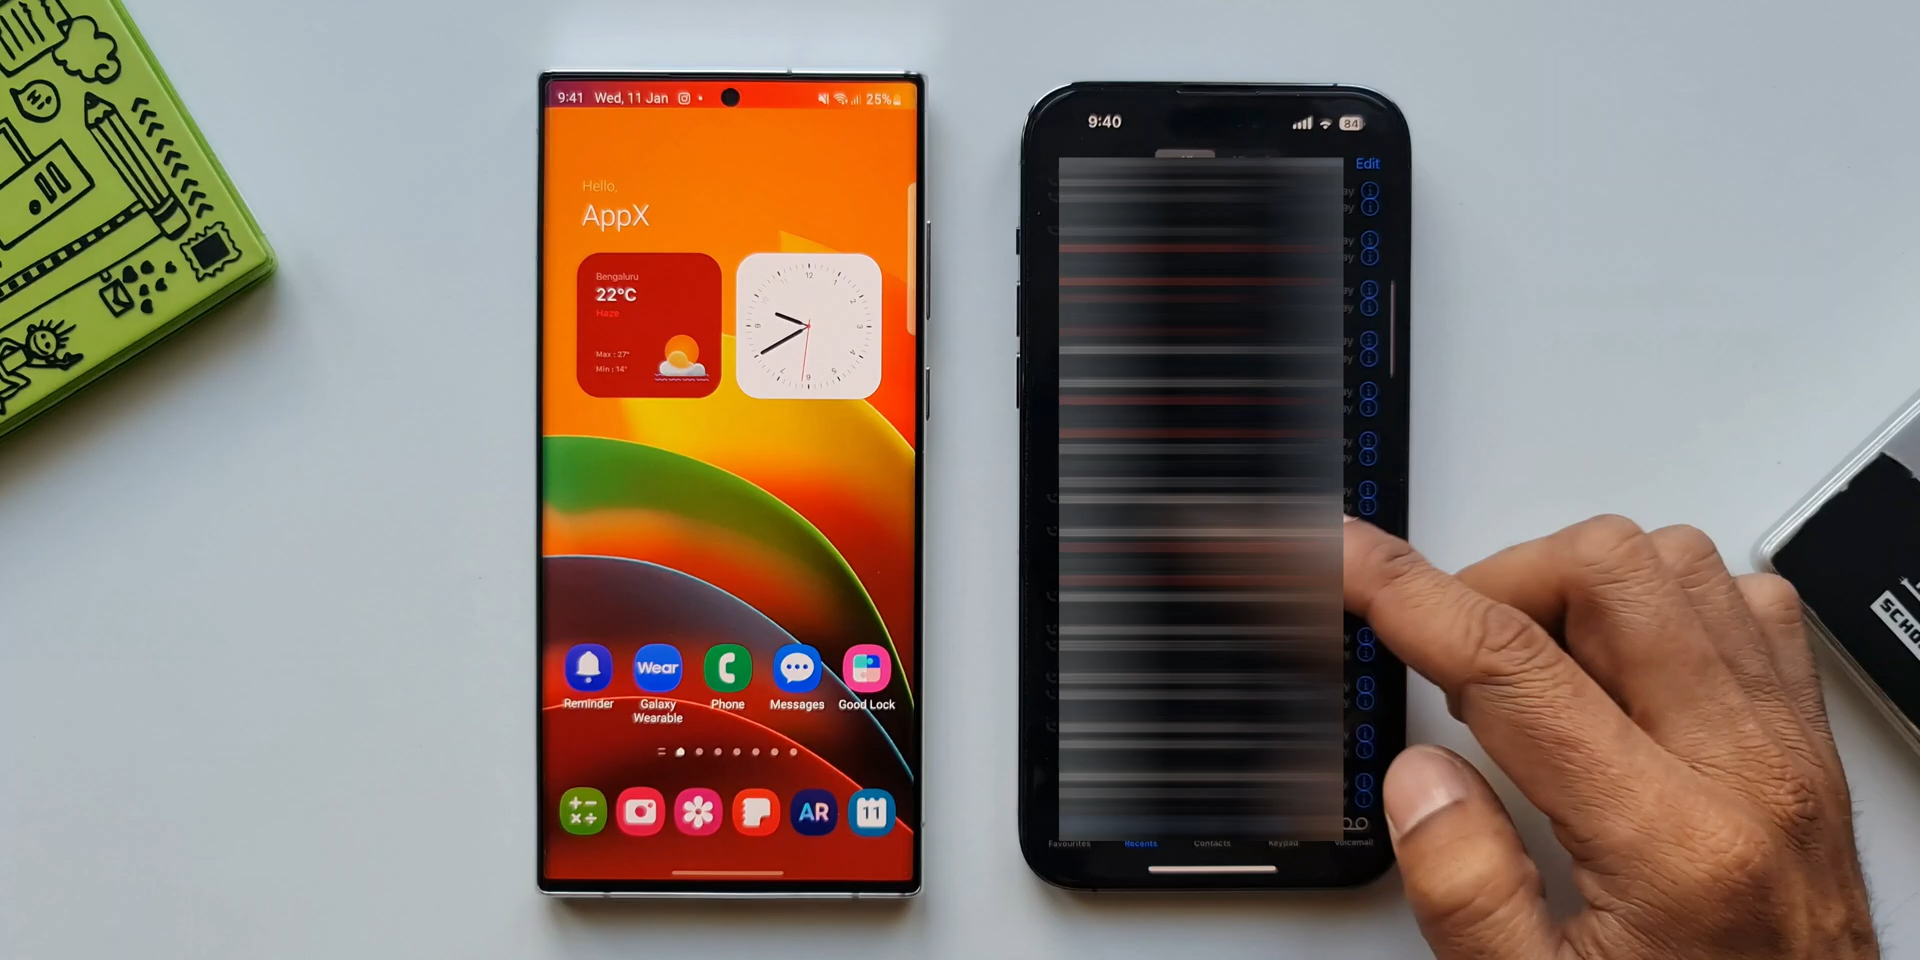 9:41 Wed, 11 Jan
25%
Hello,
AppX
Bengaluru
22°C
Haze
Max : 27°
Min : 14°
12
Reminder
Wear
Galaxy
Wearable
Phone
Messages
Good Lock
AR
11
9:40
84
Edit
Favourites
Recents
Contacts
Keypad
Voicemail